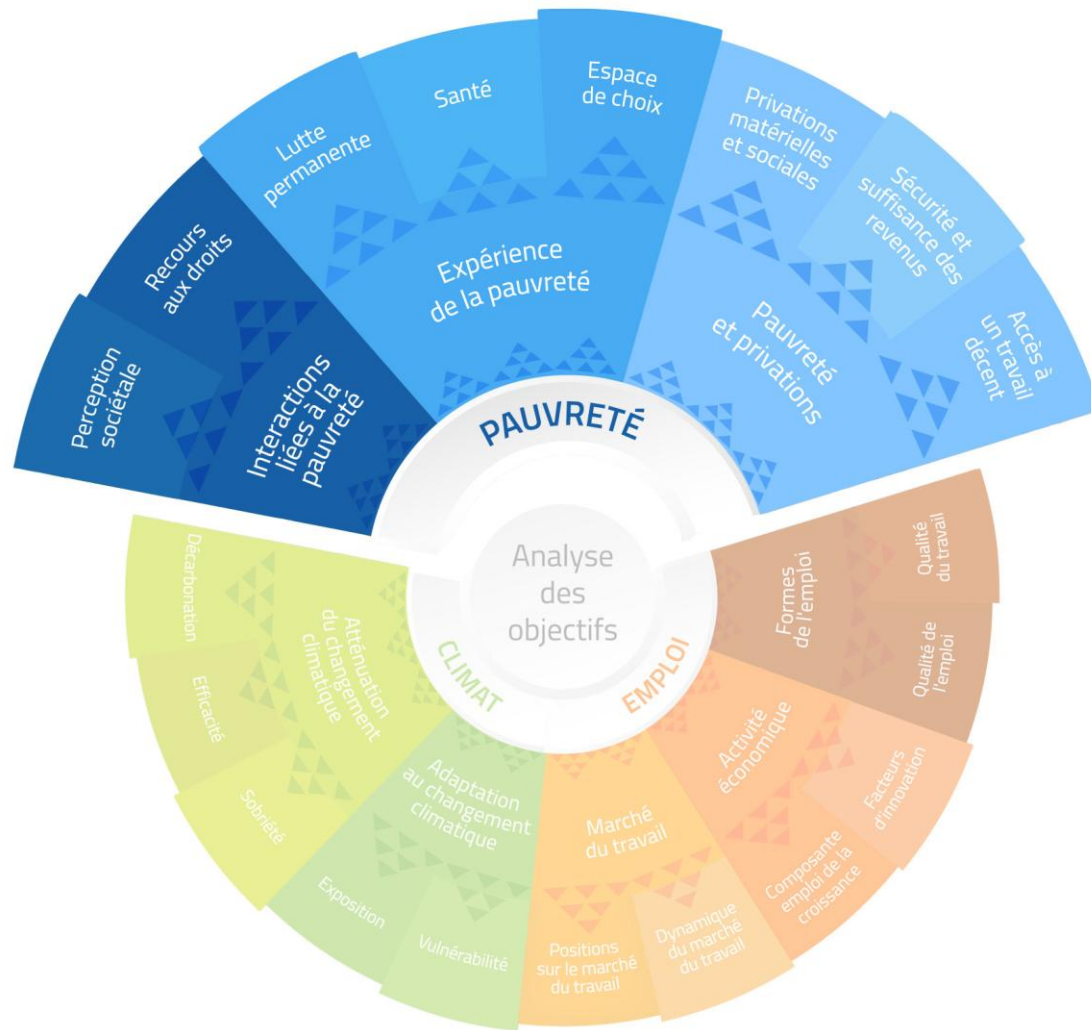 Perception
sociétale
Recours
aux droits
Interactions
liées à la
pauvreté
Lutte
permanente
Santé
Espace
de choix
Expérience
de la pauvreté
Privations
matérielles
et sociales
Sécurité et
suffisance des
revenus
Accès à
un travail
décent
Pauvreté
et privations
PAUVRETÉ
Analyse
des
objectifs
CLIMAT
EMPLOI
Décarbonation
Efficacité
Sobriété
Atténuation
du changement
climatique
Adaptation
au changement
climatique
Exposition
Vulnérabilité
Marché
du travail
Positions
sur le marché
du travail
Dynamique
du marché
du travail
Activité
économique
Composante
emploi de la
croissance
Facteurs
d'innovation
Formes
de l'emploi
Qualité de
l'emploi
Qualité
du travail